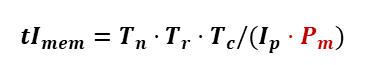 tI_mem = T_n · T_r · T_c/(I_p · P_m)